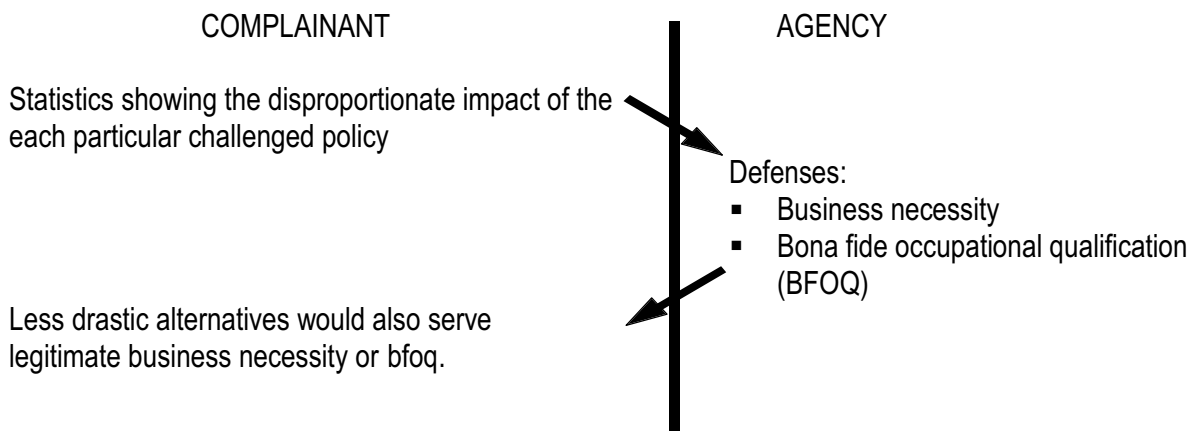 COMPLAINANT
AGENCY
Statistics showing the disproportionate impact of the
each particular challenged policy
Defenses:
▪ Business necessity
▪ Bona fide occupational qualification
(BFOQ)
Less drastic alternatives would also serve
legitimate business necessity or bfoq.